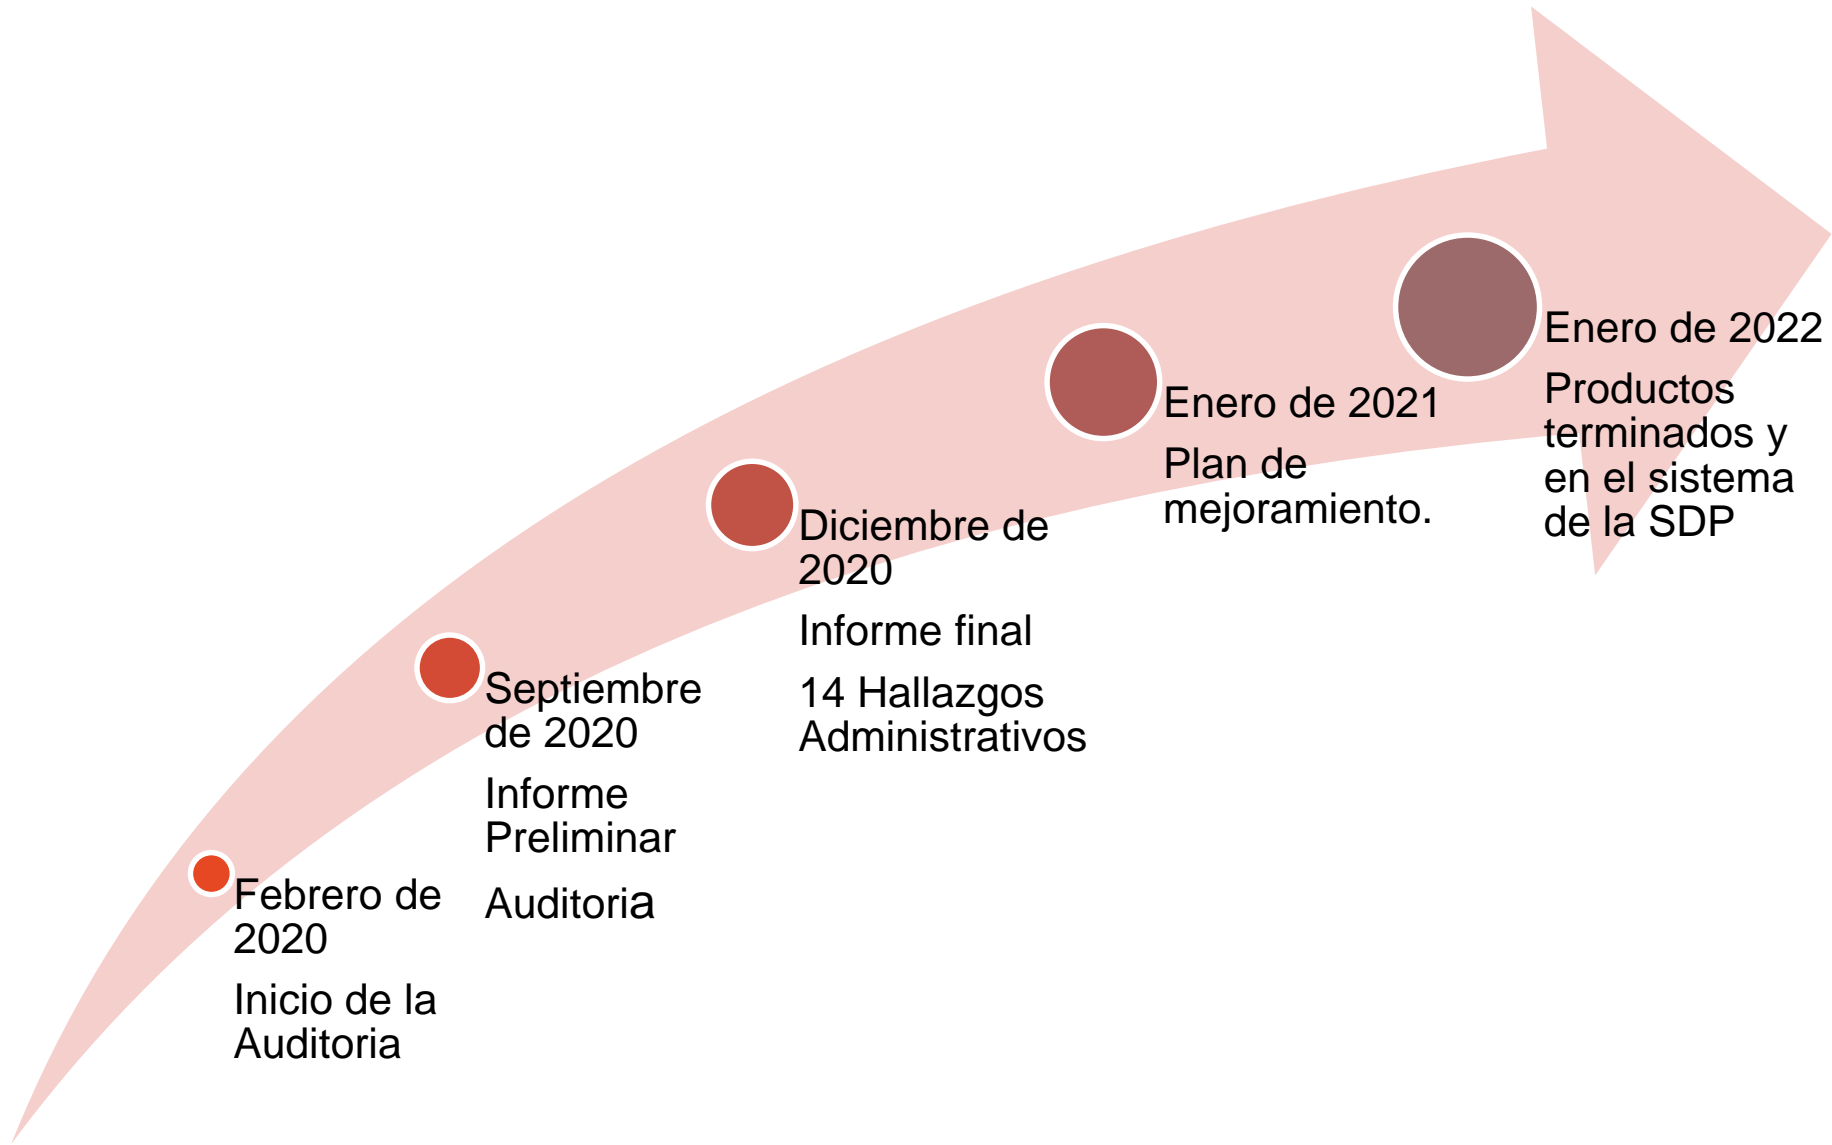 Febrero de
2020
Inicio de la
Auditoria
Septiembre
de 2020
Informe
Preliminar
Auditoria
Diciembre de
2020
Informe final
14 Hallazgos
Administrativos
Enero de 2021
Plan de
mejoramiento.
Enero de 2022
Productos
terminados y
en el sistema
de la SDP